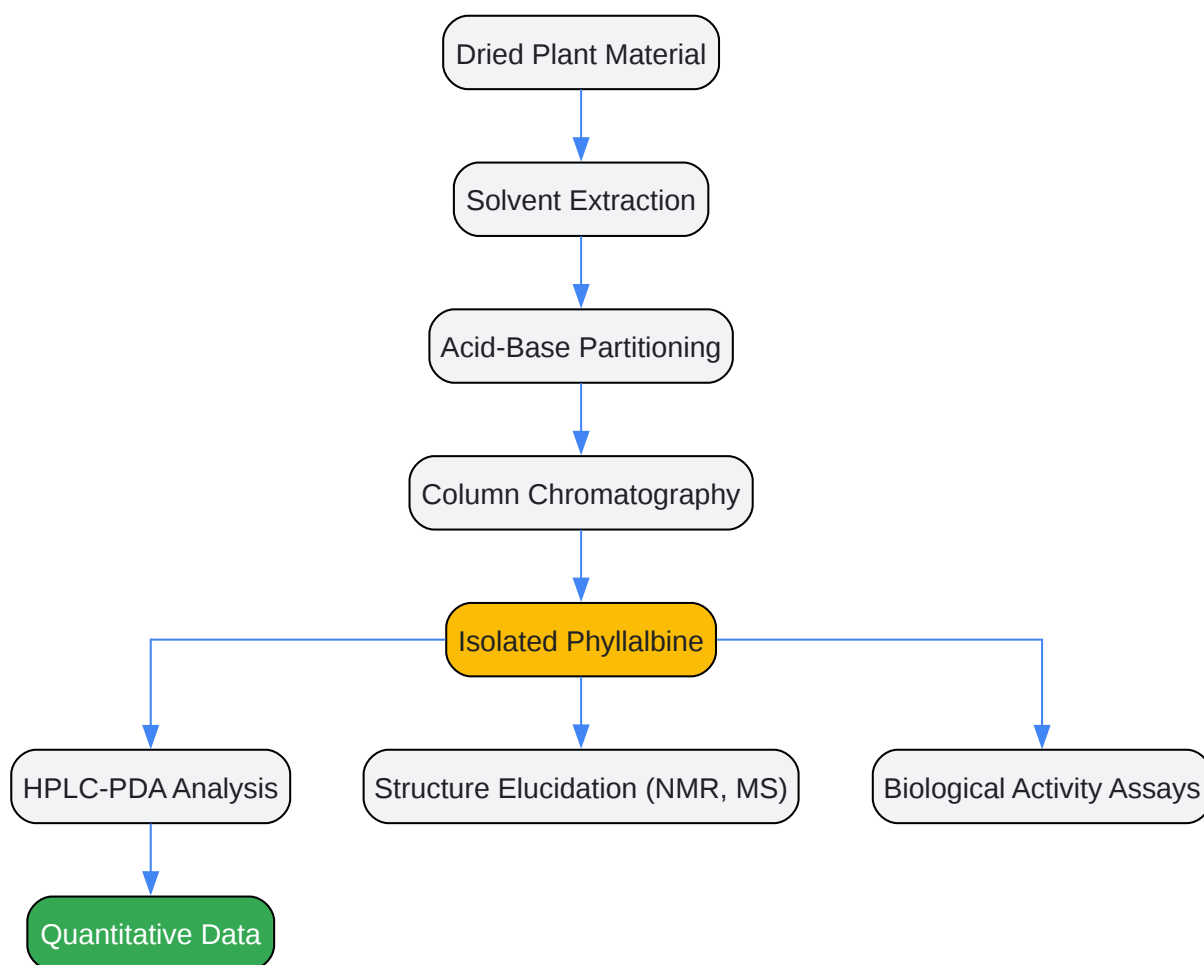 Dried Plant Material
Solvent Extraction
Acid-Base Partitioning
Column Chromatography
Isolated Phyllalbine
HPLC-PDA Analysis
Structure Elucidation (NMR, MS)
Biological Activity Assays
Quantitative Data